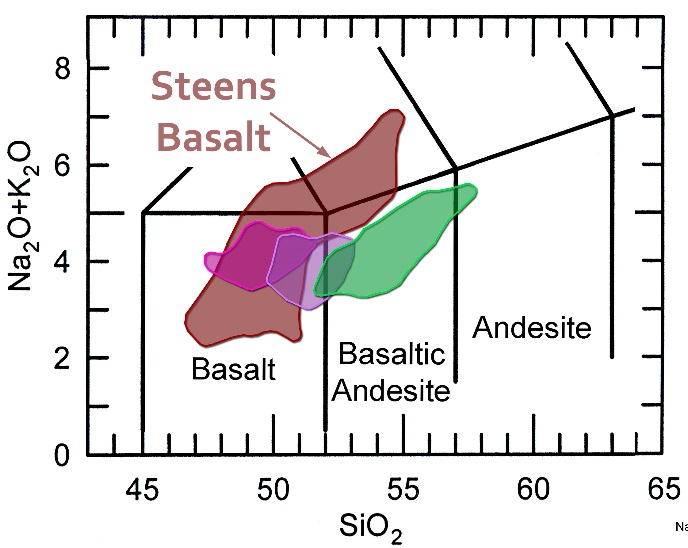 8
Steens
Basalt
6
Na₂O+K₂O
4
Andesite
Basaltic
Basalt
Andesite
2
0
45 50 55 60 65
SiO₂
Na